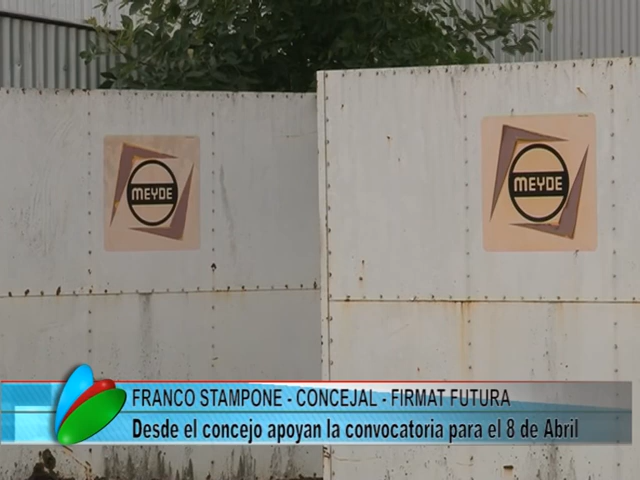 MEYDE
MEYDE
FRANCO STAMPONE - CONCEJAL - FIRMAT FUTURA
Desde el concejo apoyan la convocatoria para el 8 de Abril